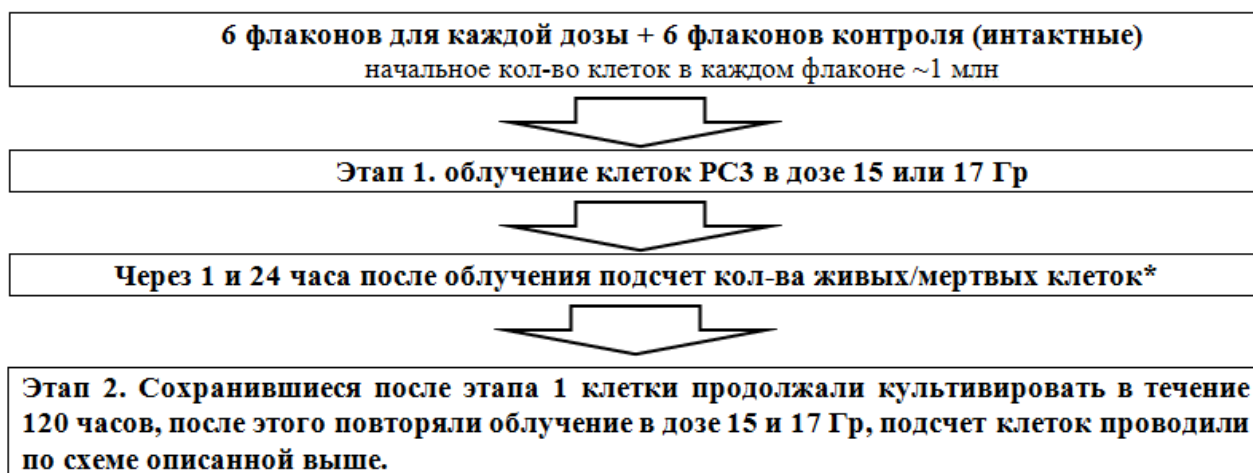 6 флаконов для каждой дозы + 6 флаконов контроля (интактные)
начальное кол-во клеток в каждом флаконе ~1 млн
Этап 1. облучение клеток РС3 в дозе 15 или 17 Гр
Через 1 и 24 часа после облучения подсчет кол-ва живых/мертвых клеток*
Этап 2. Сохранившиеся после этапа 1 клетки продолжали культивировать в течение
120 часов, после этого повторяли облучение в дозе 15 и 17 Гр, подсчет клеток проводили
по схеме описанной выше.